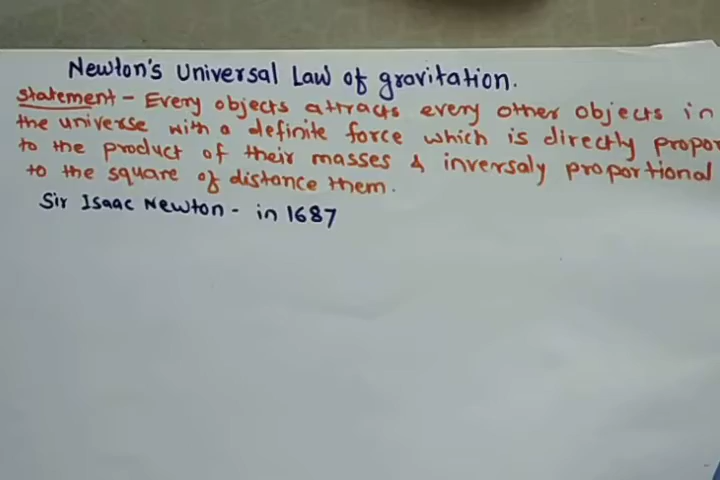 Newton's Universal Law of gravitation.
Statement - Every objects attracts every other objects in
the universe with a definite force which is directly propor
to the product of their masses & inversaly proportional
to the square of distance them.
Sir Isaac Newton - in 1687